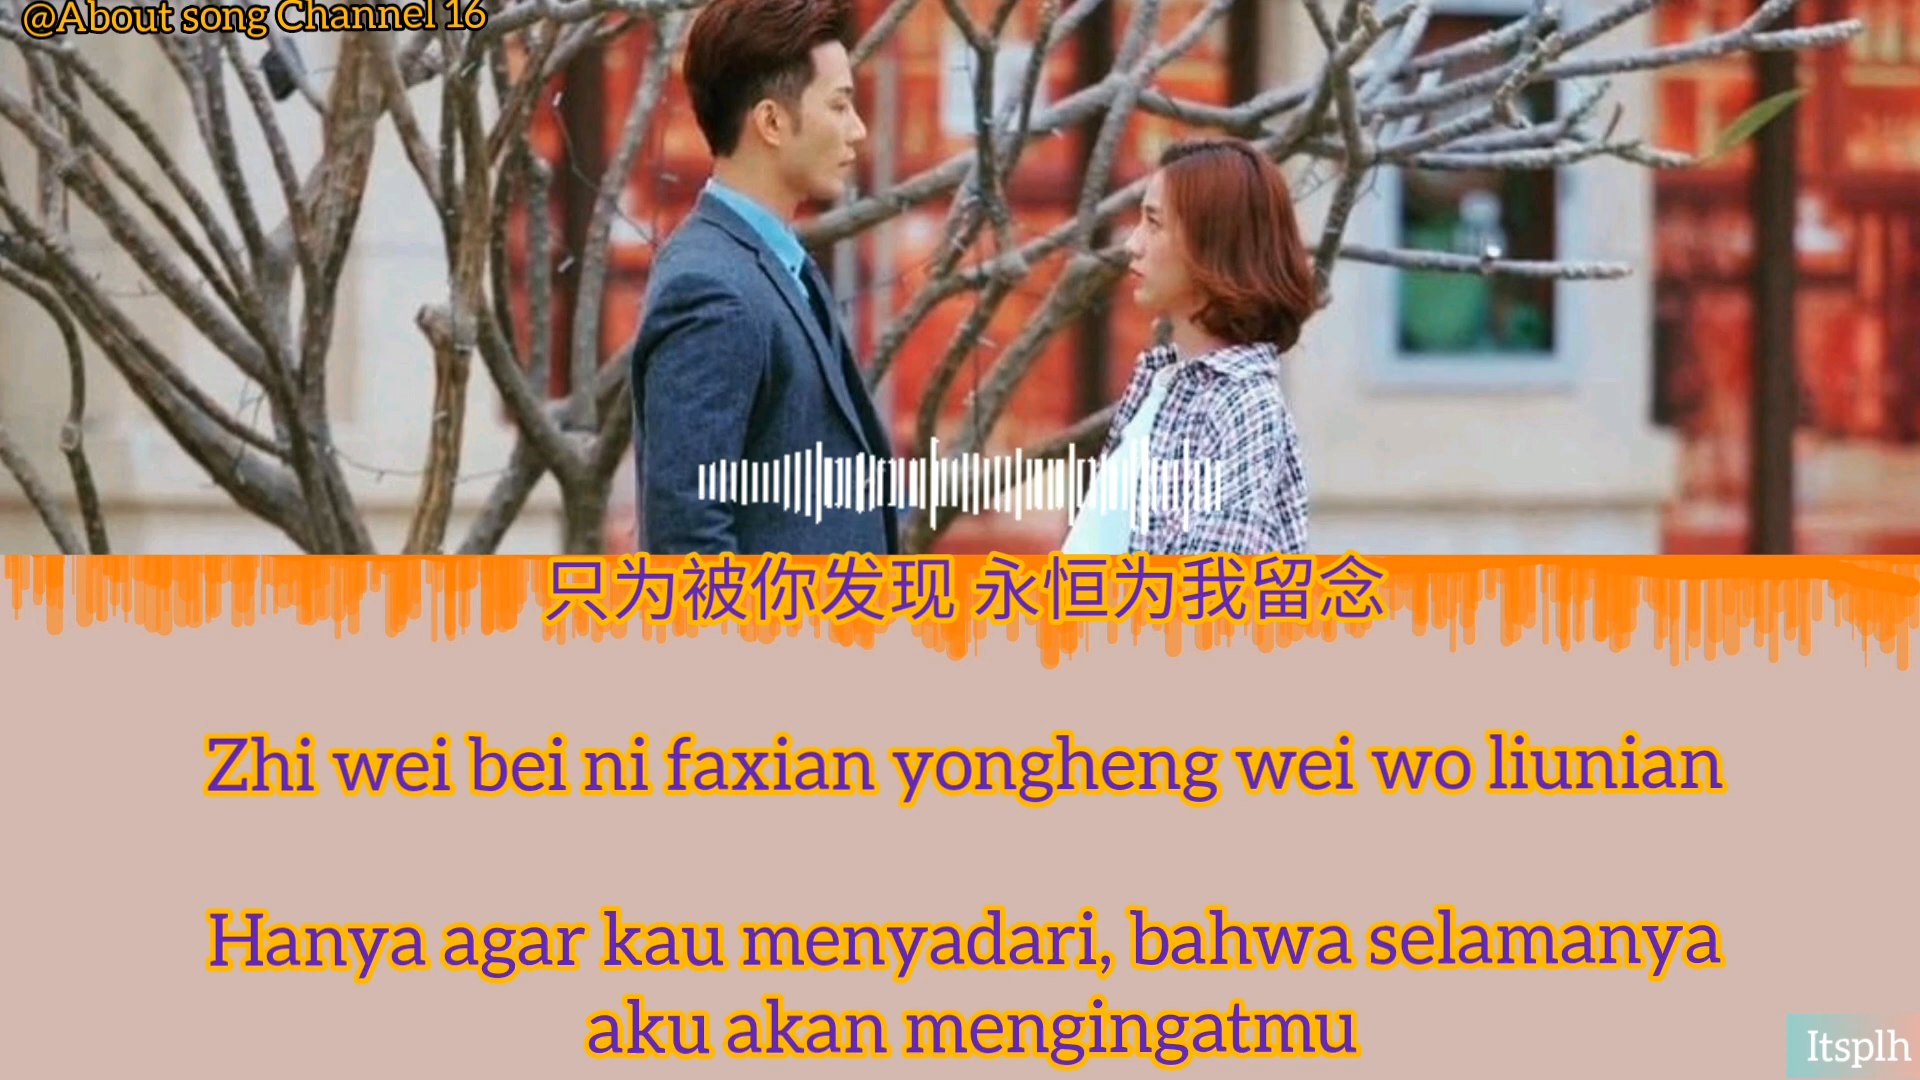 @About song Channel 16
只为被你发现 永恒为我留念
Zhi wei bei ni faxian yongheng wei wo liunian
Hanya agar kau menyadari, bahwa selamanya
aku akan mengingatmu
Itsplh